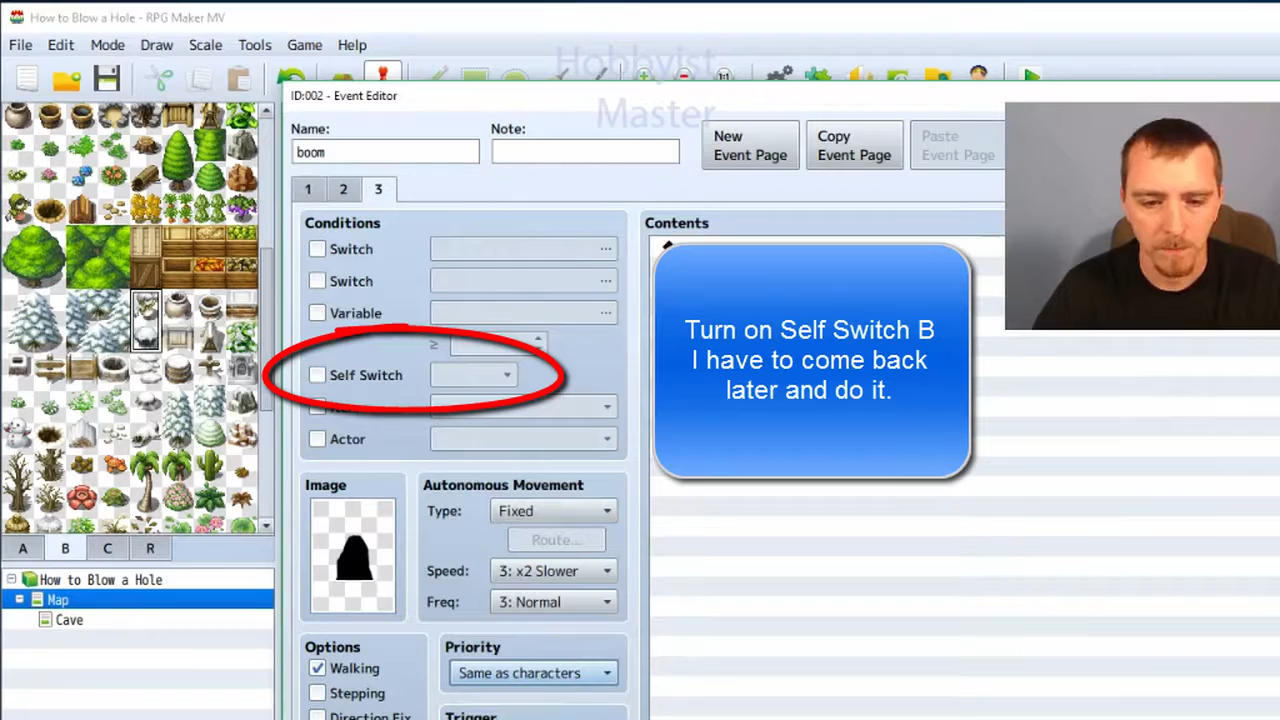 How to Blow a Hole - RPG Maker MV
File Edit Mode Draw Scale Tools Game Help
Hobbyist
Master
ID:002 - Event Editor
Name:
Note:
boom
New
Event Page
Copy
Event Page
Paste
Event Page
1 2 3
Conditions
Switch ...
Switch ...
Variable ...
≥
Self Switch
Actor
Contents
Turn on Self Switch B
I have to come back
later and do it.
Image
Autonomous Movement
Type: Fixed
Route...
Speed: 3: x2 Slower
Freq: 3: Normal
Options
Walking
Stepping
Direction Fix
Priority
Same as characters
Trigger
A B C R
How to Blow a Hole
Map
Cave